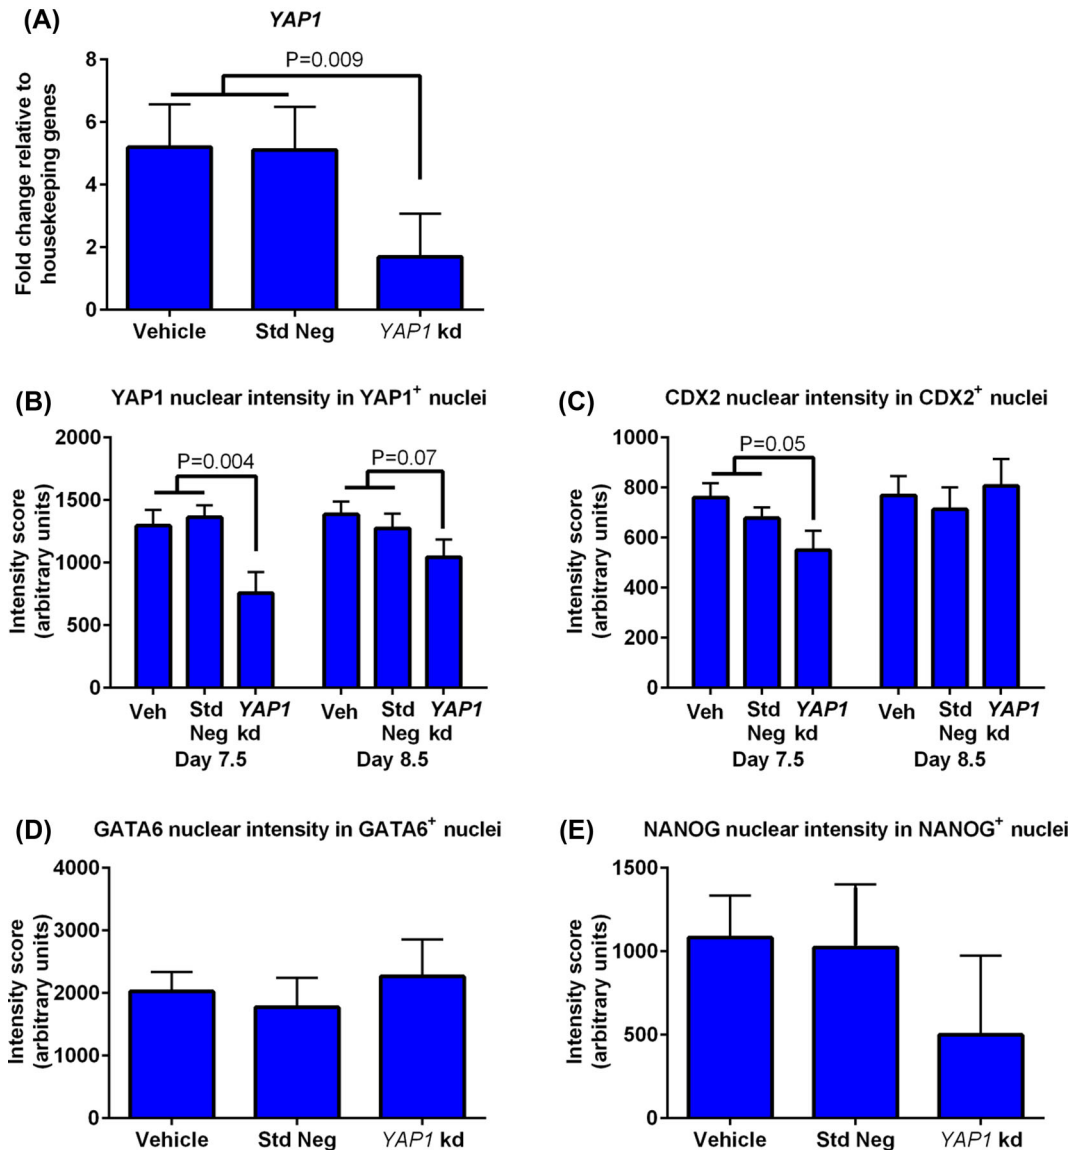 (A)
YAP1
Fold change relative to
housekeeping genes
8
6
4
2
0
P=0.009
Vehicle Std Neg YAP1 kd
(B)
YAP1 nuclear intensity in YAP1+ nuclei
Intensity score
(arbitrary units)
2000
1500
1000
500
0
P=0.004
P=0.07
Veh Std YAP1 Veh Std YAP1
Neg kd Neg kd
Day 7.5 Day 8.5
(C)
CDX2 nuclear intensity in CDX2+ nuclei
Intensity score
(arbitrary units)
1000
800
600
400
200
0
P=0.05
Veh Std YAP1 Veh Std YAP1
Neg kd Neg kd
Day 7.5 Day 8.5
(D)
GATA6 nuclear intensity in GATA6+ nuclei
Intensity score
(arbitrary units)
4000
3000
2000
1000
0
Vehicle Std Neg YAP1 kd
(E)
NANOG nuclear intensity in NANOG+ nuclei
Intensity score
(arbitrary units)
1500
1000
500
0
Vehicle Std Neg YAP1 kd